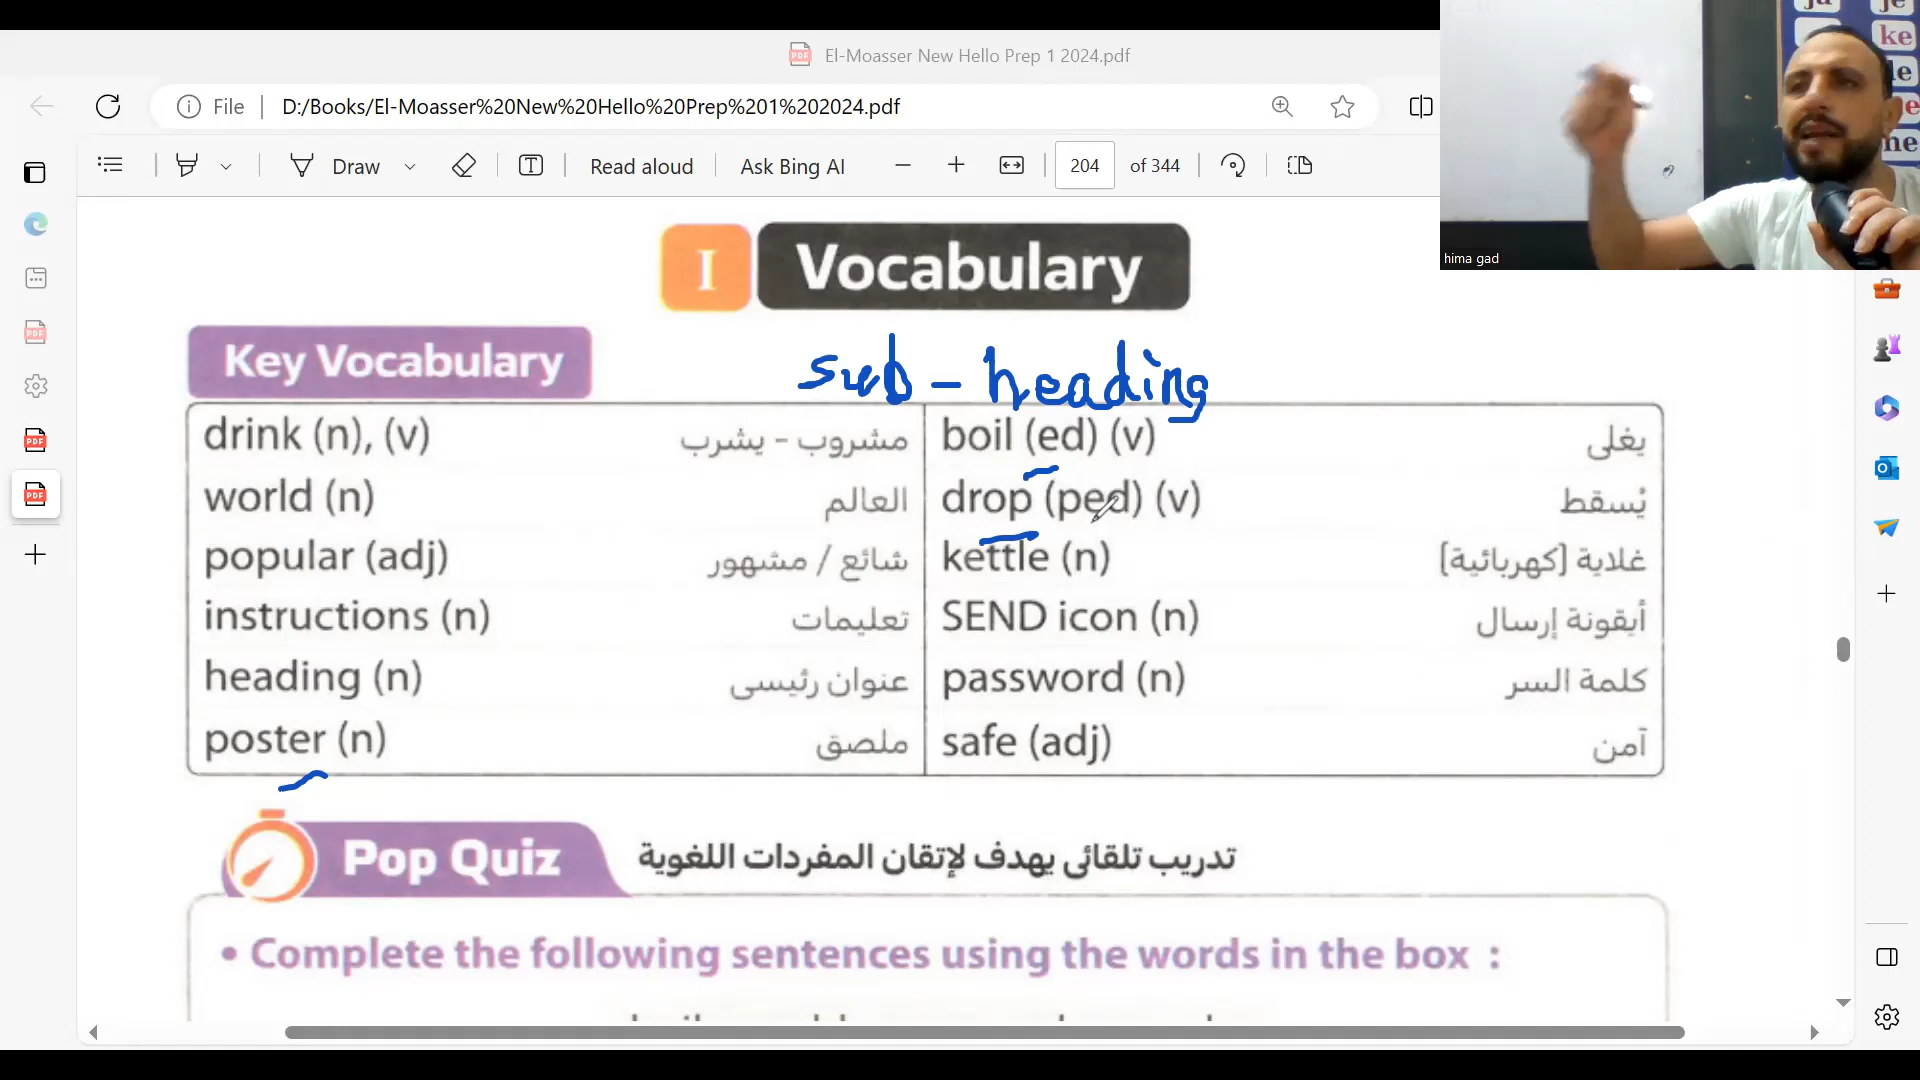 El-Moasser New Hello Prep 1 2024.pdf
File D:/Books/El-Moasser%20New%20Hello%20Prep%201%202024.pdf
Draw Read aloud Ask Bing AI 204 of 344
ke
hima gad
I Vocabulary
Key Vocabulary
sub - heading
drink (n), (v) مشروب - يشرب
boil (ed) (v) يغلى
world (n) العالم
drop (ped) (v) يُسقط
popular (adj) شائع / مشهور
kettle (n) غلاية [كهربائية]
instructions (n) تعليمات
SEND icon (n) أيقونة إرسال
heading (n) عنوان رئيسى
password (n) كلمة السر
poster (n) ملصق
safe (adj) آمن
Pop Quiz تدريب تلقائى يهدف لإتقان المفردات اللغوية
• Complete the following sentences using the words in the box :